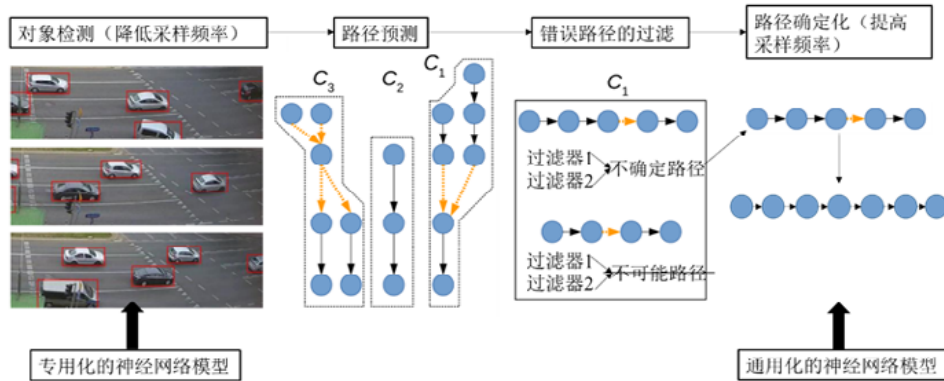 对象检测（降低采样频率）
路径预测
错误路径的过滤
路径确定化（提高
采样频率）
C3
C2
C1
C1
过滤器1
过滤器2
不确定路径
过滤器1
过滤器2
不可能路径
专用化的神经网络模型
通用化的神经网络模型